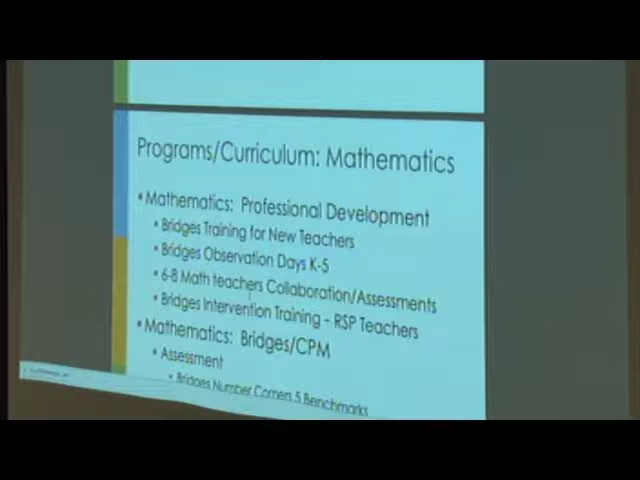 Programs/Curriculum: Mathematics
• Mathematics: Professional Development
• Bridges Training for New Teachers
• Bridges Observation Days K-5
• 6-8 Math teachers Collaboration/Assessments
• Bridges Intervention Training – RSP Teachers
• Mathematics: Bridges/CPM
• Assessment
• Bridges Number Corners 5 Benchmarks